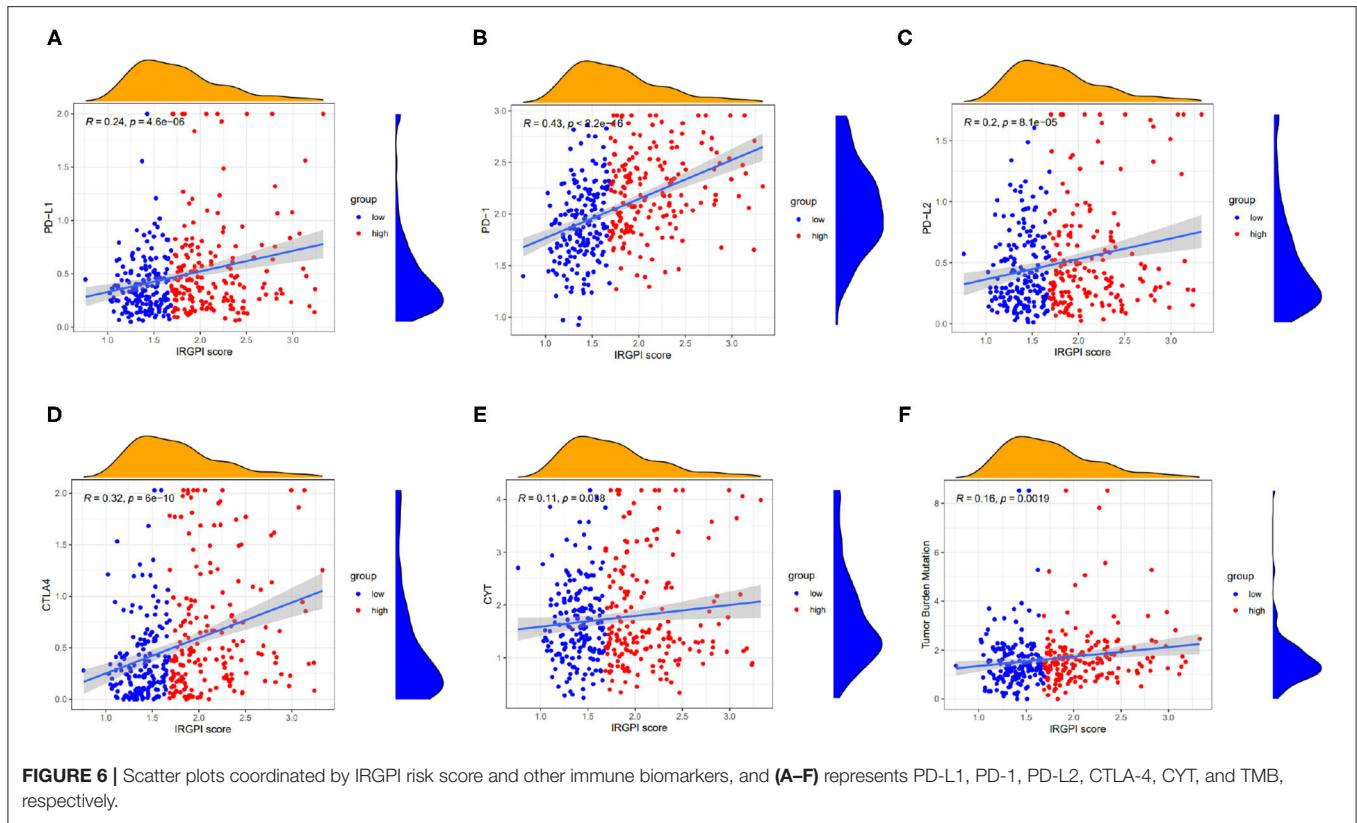 A
R = 0.24, p = 4.6e−06
PD-L1
2.0
1.5
1.0
0.5
0.0
1.0 1.5 2.0 2.5 3.0
IRGPI score
group
low
high
B
R = 0.43, p < 2.2e−16
PD-1
3.0
2.5
2.0
1.5
1.0
1.0 1.5 2.0 2.5 3.0
IRGPI score
group
low
high
C
R = 0.2, p = 8.1e−05
PD-L2
1.5
1.0
0.5
0.0
1.0 1.5 2.0 2.5 3.0
IRGPI score
group
low
high
D
R = 0.32, p = 6e−10
CTLA4
2.0
1.5
1.0
0.5
0.0
1.0 1.5 2.0 2.5 3.0
IRGPI score
group
low
high
E
R = 0.11, p = 0.038
CYT
4
3
2
1
1.0 1.5 2.0 2.5 3.0
IRGPI score
group
low
high
F
R = 0.16, p = 0.0019
Tumor Burden Mutation
8
6
4
2
0
1.0 1.5 2.0 2.5 3.0
IRGPI score
group
low
high
FIGURE 6 | Scatter plots coordinated by IRGPI risk score and other immune biomarkers, and (A–F) represents PD-L1, PD-1, PD-L2, CTLA-4, CYT, and TMB,
respectively.